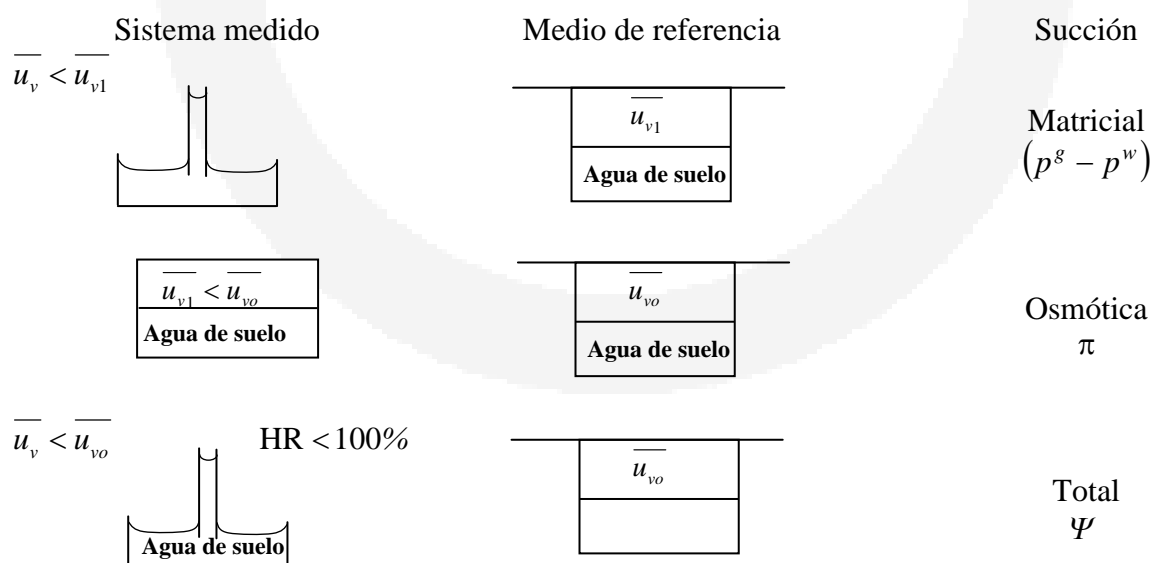 Sistema medido Medio de referencia Succión
u̅ᵥ < u̅ᵥ₁
u̅ᵥ₁
Agua de suelo
Matricial
(pᵍ − pʷ)
u̅ᵥ₁ < u̅ᵥₒ
Agua de suelo
u̅ᵥₒ
Agua de suelo
Osmótica
π
u̅ᵥ < u̅ᵥₒ HR <100%
Agua de suelo
u̅ᵥₒ
Total
Ψ